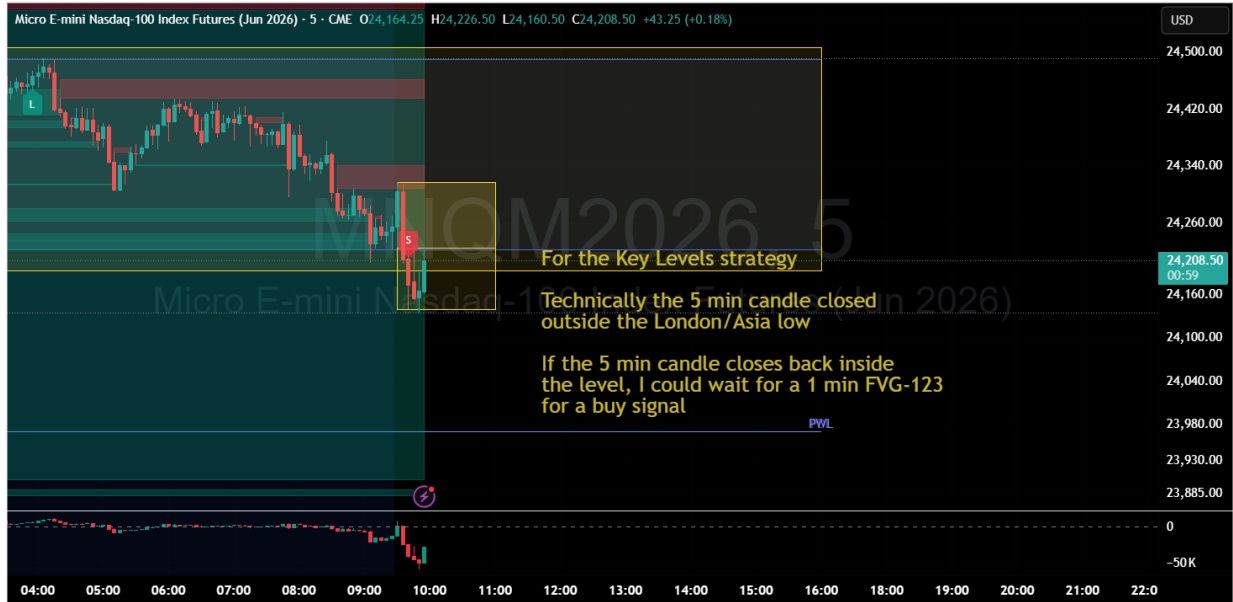 Micro E-mini Nasdaq-100 Index Futures (Jun 2026) · 5 · CME O24,164.25 H24,226.50 L24,160.50 C24,208.50 +43.25 (+0.18%)
USD
24,500.00
24,420.00
24,340.00
24,260.00
24,208.50
00:59
24,160.00
24,100.00
24,040.00
23,980.00
23,930.00
23,885.00
L
S
MNQM2026, 5
Micro E-mini Nasdaq-100 Index Futures (Jun 2026)
For the Key Levels strategy
Technically the 5 min candle closed
outside the London/Asia low
If the 5 min candle closes back inside
the level, I could wait for a 1 min FVG-123
for a buy signal
PWL
0
−50K
04:00 05:00 06:00 07:00 08:00 09:00 10:00 11:00 12:00 13:00 14:00 15:00 16:00 17:00 18:00 19:00 20:00 21:00 22:0